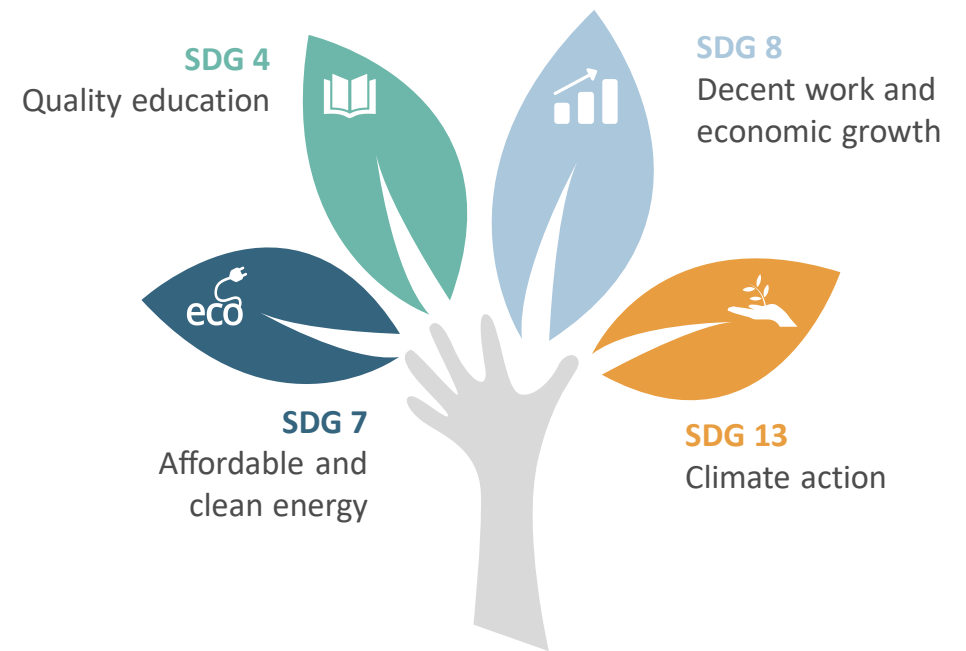 SDG 4
Quality education
SDG 8
Decent work and
economic growth
eco
SDG 7
Affordable and
clean energy
SDG 13
Climate action